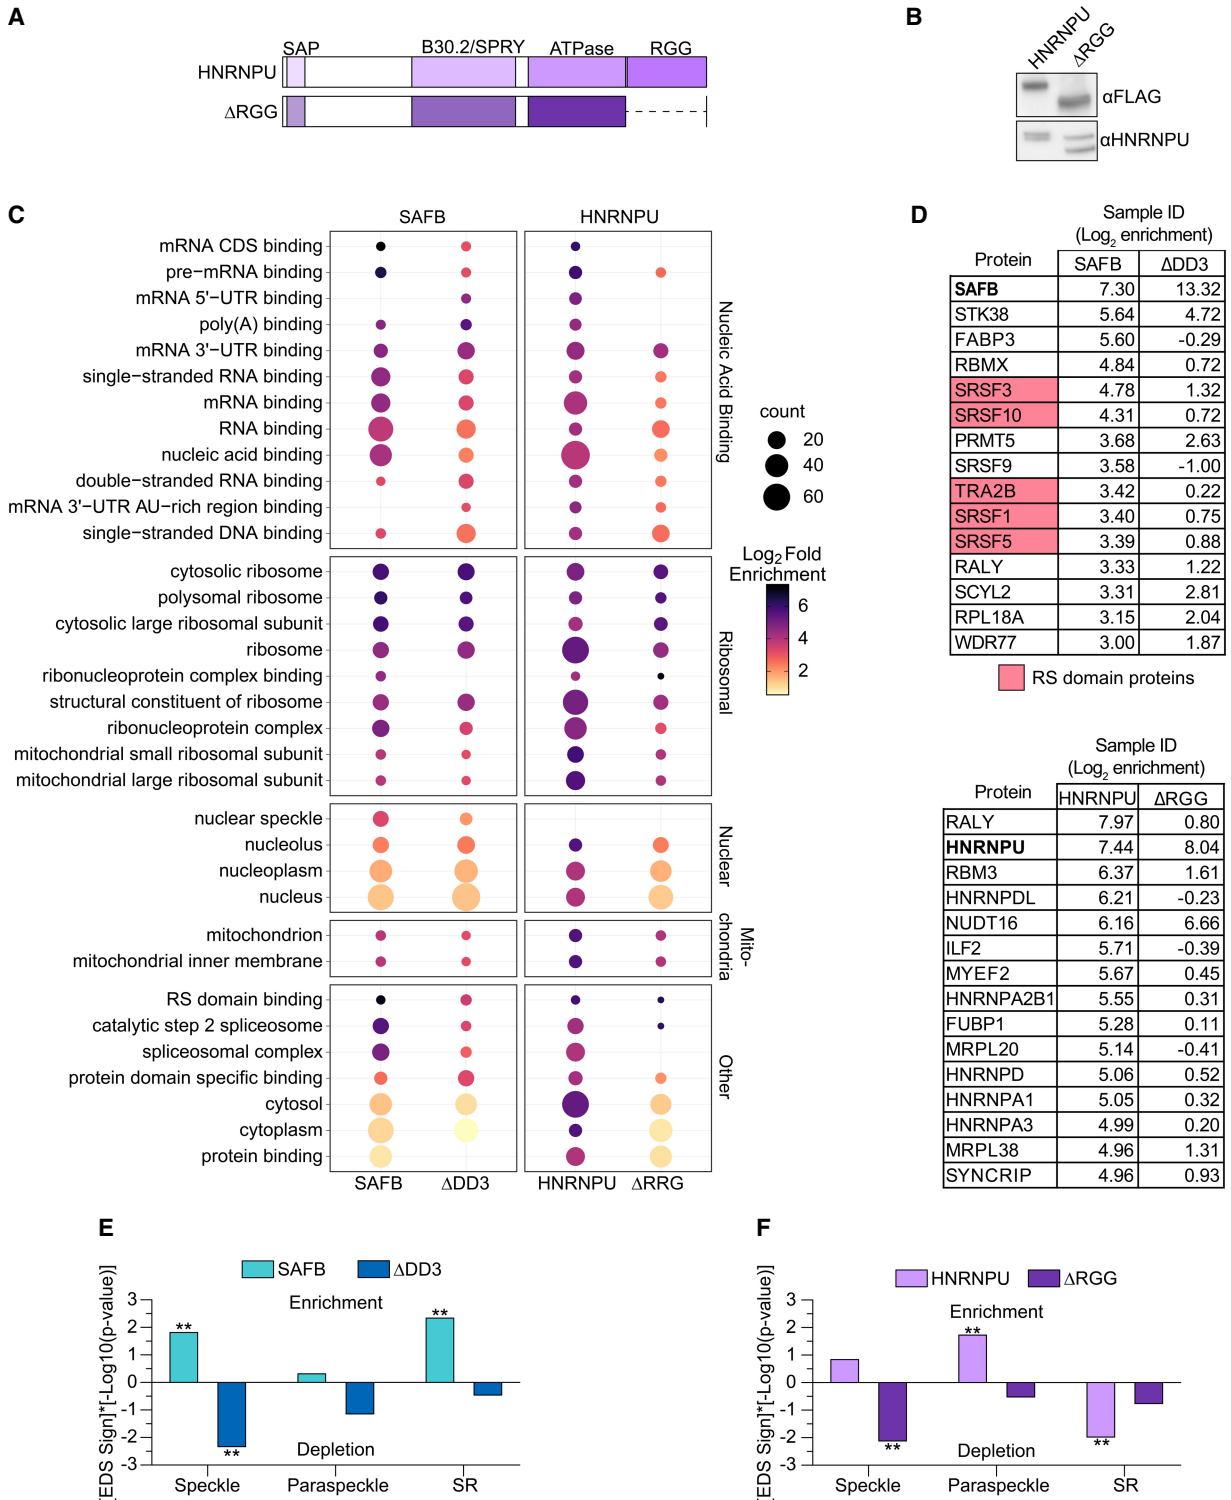 A
SAP
B30.2/SPRY
ATPase
RGG
HNRNPU
ΔRGG
B
HNRNPU
ΔRGG
αFLAG
αHNRNPU
C
SAFB
HNRNPU
mRNA CDS binding
pre−mRNA binding
mRNA 5'−UTR binding
poly(A) binding
mRNA 3'−UTR binding
single-stranded RNA binding
mRNA binding
RNA binding
nucleic acid binding
double-stranded RNA binding
mRNA 3'−UTR AU−rich region binding
single-stranded DNA binding
Nucleic Acid Binding
cytosolic ribosome
polysomal ribosome
cytosolic large ribosomal subunit
ribosome
ribonucleoprotein complex binding
structural constituent of ribosome
ribonucleoprotein complex
mitochondrial small ribosomal subunit
mitochondrial large ribosomal subunit
Ribosomal
nuclear speckle
nucleolus
nucleoplasm
nucleus
Nuclear
mitochondrion
mitochondrial inner membrane
Mito-
chondria
RS domain binding
catalytic step 2 spliceosome
spliceosomal complex
protein domain specific binding
cytosol
cytoplasm
protein binding
Other
SAFB
ΔDD3
HNRNPU
ΔRRG
count
20
40
60
Log2 Fold
Enrichment
6
4
2
D
Sample ID
(Log2 enrichment)
Protein SAFB ΔDD3
SAFB 7.30 13.32
STK38 5.64 4.72
FABP3 5.60 -0.29
RBMX 4.84 0.72
SRSF3 4.78 1.32
SRSF10 4.31 0.72
PRMT5 3.68 2.63
SRSF9 3.58 -1.00
TRA2B 3.42 0.22
SRSF1 3.40 0.75
SRSF5 3.39 0.88
RALY 3.33 1.22
SCYL2 3.31 2.81
RPL18A 3.15 2.04
WDR77 3.00 1.87
RS domain proteins
Sample ID
(Log2 enrichment)
Protein HNRNPU ΔRGG
RALY 7.97 0.80
HNRNPU 7.44 8.04
RBM3 6.37 1.61
HNRNPDL 6.21 -0.23
NUDT16 6.16 6.66
ILF2 5.71 -0.39
MYEF2 5.67 0.45
HNRNPA2B1 5.55 0.31
FUBP1 5.28 0.11
MRPL20 5.14 -0.41
HNRNPD 5.06 0.52
HNRNPA1 5.05 0.32
HNRNPA3 4.99 0.20
MRPL38 4.96 1.31
SYNCRIP 4.96 0.93
E
SAFB
ΔDD3
[EDS Sign]*[-Log10(p-value)]
3
2
1
0
-1
-2
-3
Enrichment
Depletion
**
**
**
Speckle
Paraspeckle
SR
F
HNRNPU
ΔRGG
[EDS Sign]*[-Log10(p-value)]
3
2
1
0
-1
-2
-3
Enrichment
Depletion
**
**
**
Speckle
Paraspeckle
SR